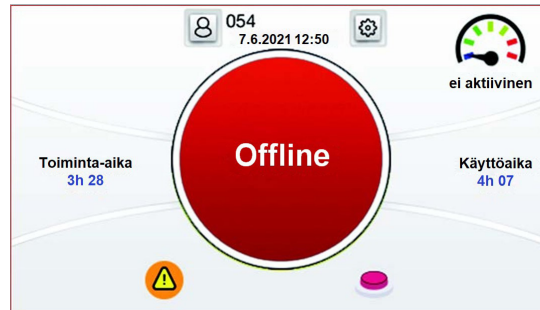 054
7.6.2021 12:50
ei aktiivinen
Offline
Toiminta-aika
3h 28
Käyttöaika
4h 07